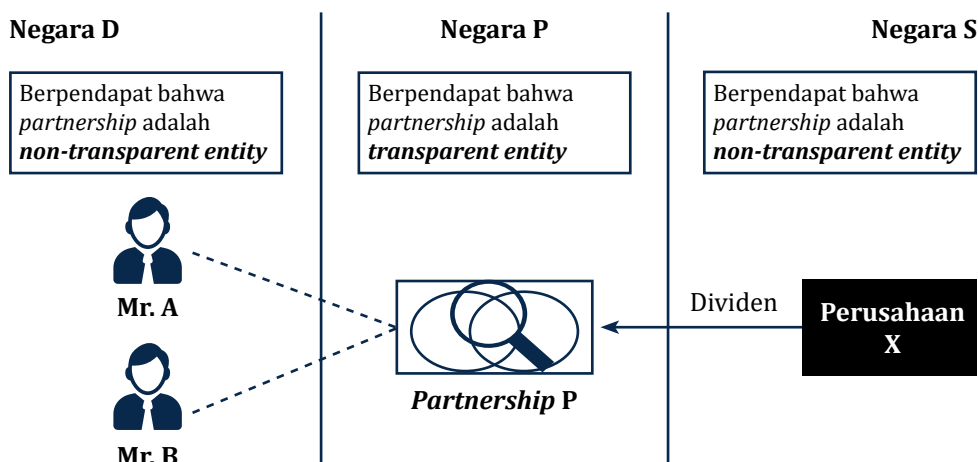 Negara D
Negara P
Negara S
Berpendapat bahwa
partnership adalah
non-transparent entity
Berpendapat bahwa
partnership adalah
transparent entity
Berpendapat bahwa
partnership adalah
non-transparent entity
Mr. A
Mr. B
Partnership P
Dividen
Perusahaan
X